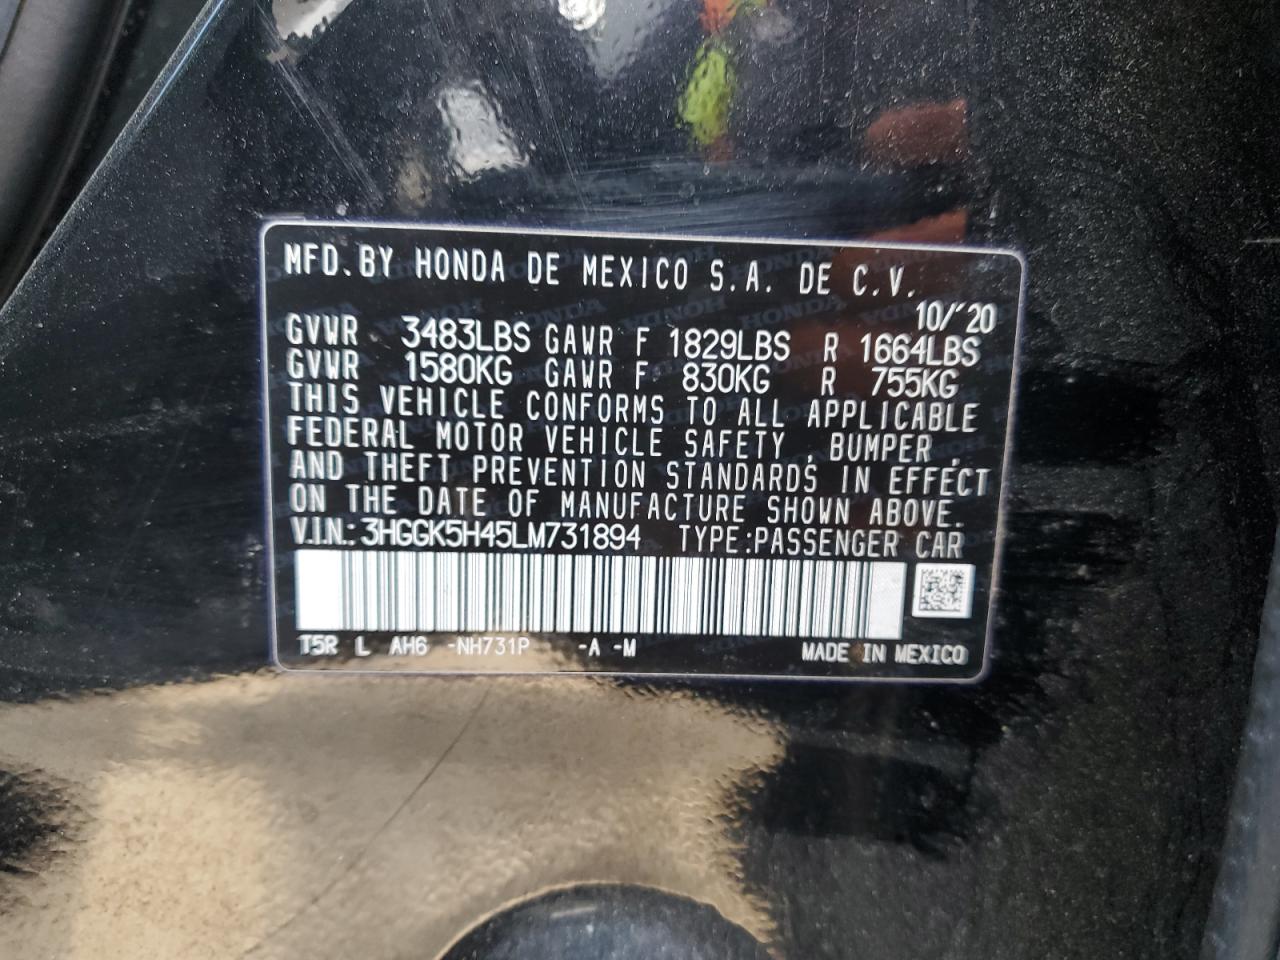 MFD.BY HONDA DE MEXICO S.A. DE C.V.
10/'20
GVWR 3483LBS GAWR F 1829LBS R 1664LBS
GVWR 1580KG GAWR F 830KG R 755KG
THIS VEHICLE CONFORMS TO ALL APPLICABLE
FEDERAL MOTOR VEHICLE SAFETY , BUMPER ,
AND THEFT PREVENTION STANDARDS IN EFFECT
ON THE DATE OF MANUFACTURE SHOWN ABOVE.
V.I.N.: 3HGGK5H45LM731894 TYPE:PASSENGER CAR
T5R L AH6 -NH731P -A -M MADE IN MEXICO